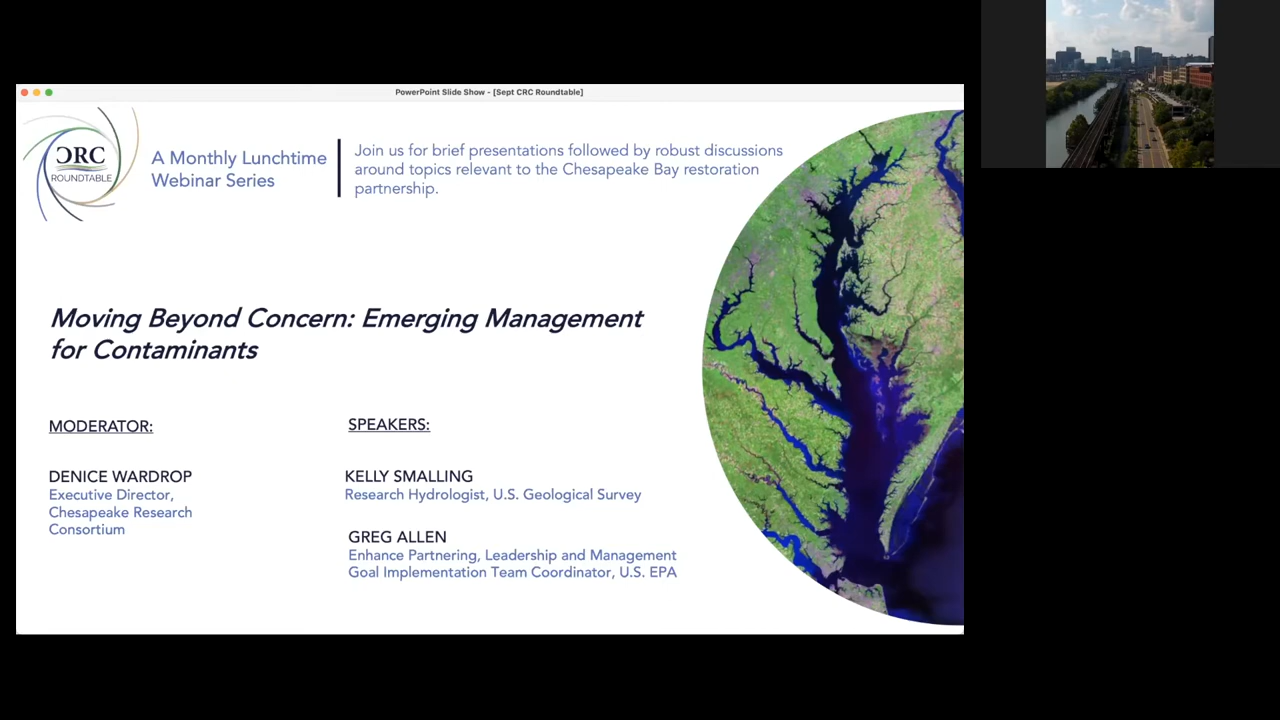 PowerPoint Slide Show - [Sept CRC Roundtable]
CRC
ROUNDTABLE
A Monthly Lunchtime
Webinar Series
Join us for brief presentations followed by robust discussions
around topics relevant to the Chesapeake Bay restoration
partnership.
Moving Beyond Concern: Emerging Management
for Contaminants
MODERATOR:
DENICE WARDROP
Executive Director,
Chesapeake Research
Consortium
SPEAKERS:
KELLY SMALLING
Research Hydrologist, U.S. Geological Survey
GREG ALLEN
Enhance Partnering, Leadership and Management
Goal Implementation Team Coordinator, U.S. EPA